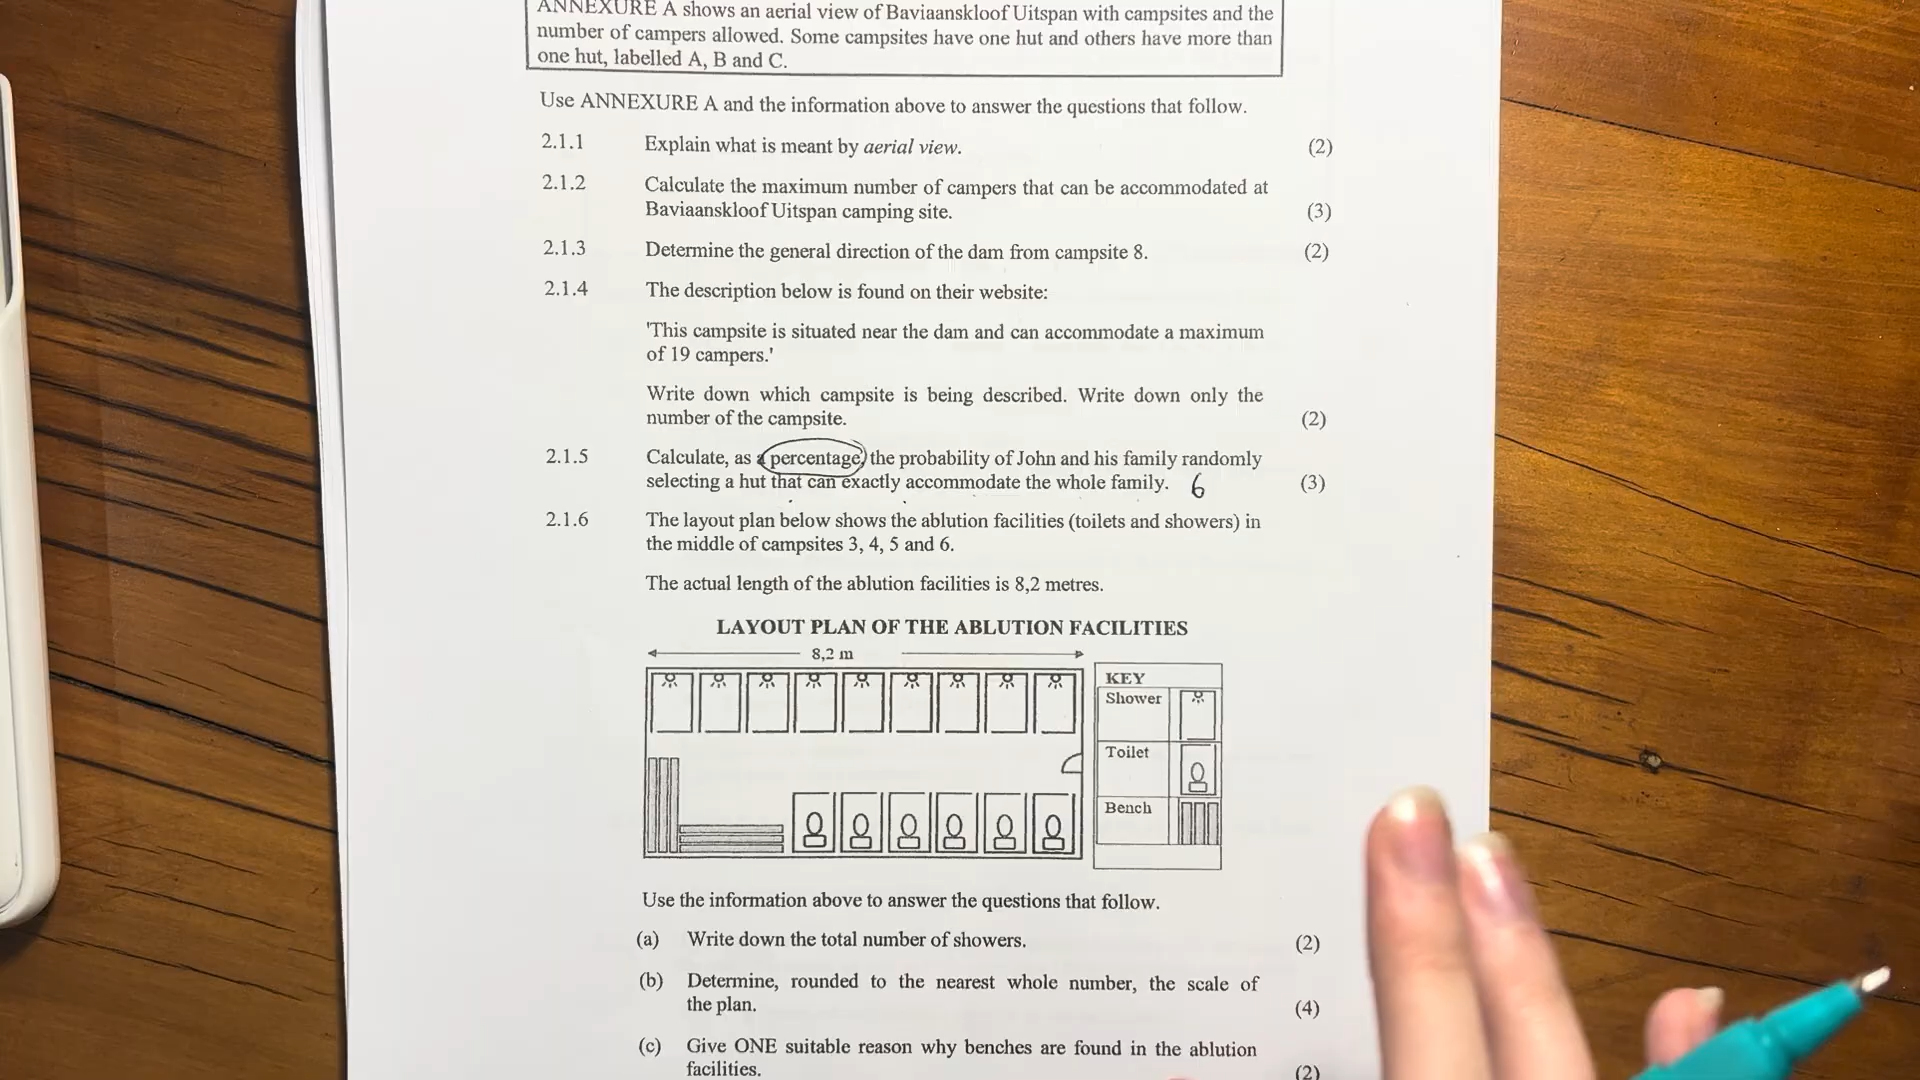 ANNEXURE A shows an aerial view of Baviaanskloof Uitspan with campsites and the
number of campers allowed. Some campsites have one hut and others have more than
one hut, labelled A, B and C.
Use ANNEXURE A and the information above to answer the questions that follow.
2.1.1 Explain what is meant by aerial view. (2)
2.1.2 Calculate the maximum number of campers that can be accommodated at
Baviaanskloof Uitspan camping site. (3)
2.1.3 Determine the general direction of the dam from campsite 8. (2)
2.1.4 The description below is found on their website:
'This campsite is situated near the dam and can accommodate a maximum
of 19 campers.'
Write down which campsite is being described. Write down only the
number of the campsite. (2)
2.1.5 Calculate, as a percentage, the probability of John and his family randomly
selecting a hut that can exactly accommodate the whole family. 6 (3)
2.1.6 The layout plan below shows the ablution facilities (toilets and showers) in
the middle of campsites 3, 4, 5 and 6.
The actual length of the ablution facilities is 8,2 metres.
LAYOUT PLAN OF THE ABLUTION FACILITIES
8,2 m
KEY
Shower
Toilet
Bench
Use the information above to answer the questions that follow.
(a) Write down the total number of showers. (2)
(b) Determine, rounded to the nearest whole number, the scale of
the plan. (4)
(c) Give ONE suitable reason why benches are found in the ablution
facilities. (2)